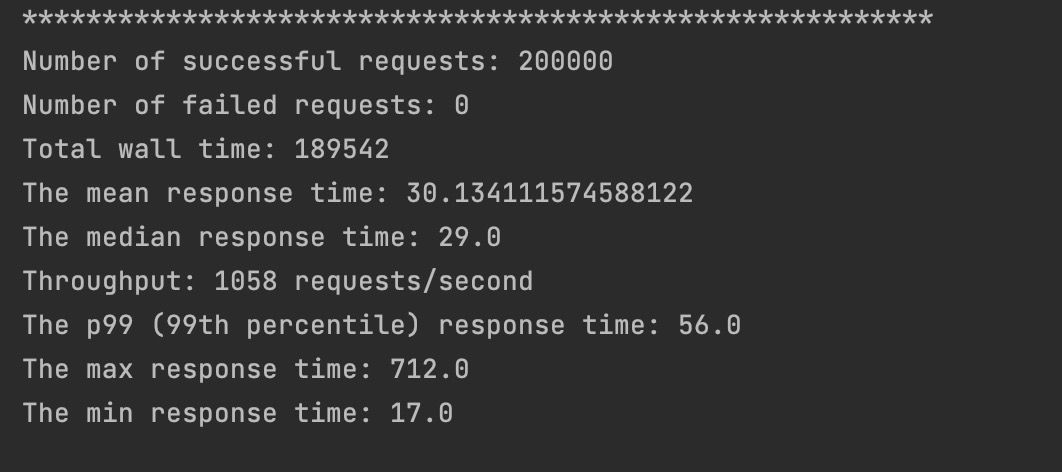 *********************************************************
Number of successful requests: 200000
Number of failed requests: 0
Total wall time: 189542
The mean response time: 30.134111574588122
The median response time: 29.0
Throughput: 1058 requests/second
The p99 (99th percentile) response time: 56.0
The max response time: 712.0
The min response time: 17.0